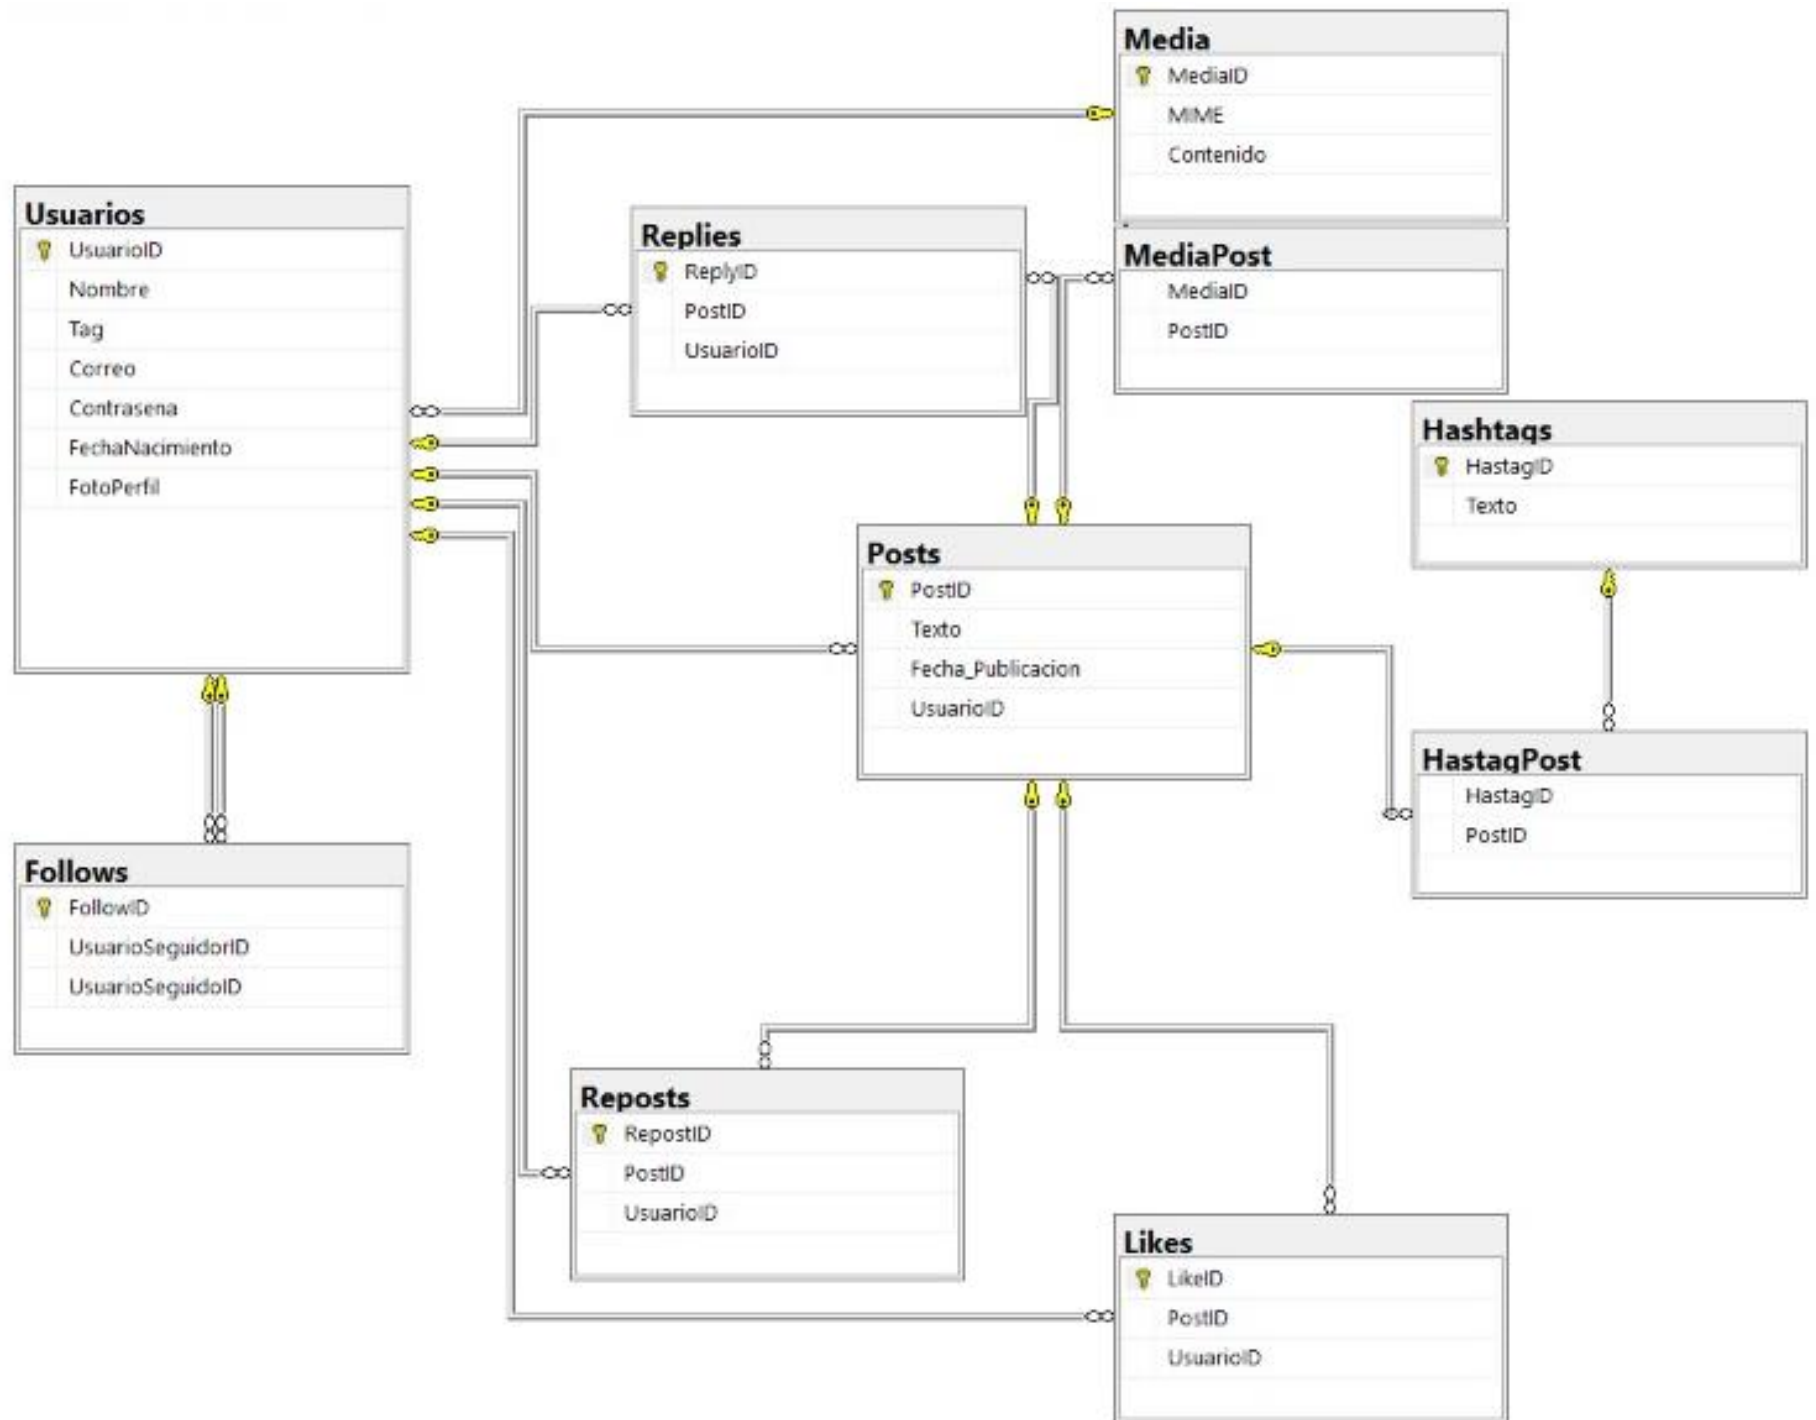 Media
MediaID
MIME
Contenido
Usuarios
UsuarioID
Nombre
Tag
Correo
Contrasena
FechaNacimiento
FotoPerfil
Replies
ReplyID
PostID
UsuarioID
MediaPost
MediaID
PostID
Hashtags
HastagID
Texto
Posts
PostID
Texto
Fecha_Publicacion
UsuarioID
HastagPost
HastagID
PostID
Follows
FollowID
UsuarioSeguidorID
UsuarioSeguidoID
Reposts
RepostID
PostID
UsuarioID
Likes
LikeID
PostID
UsuarioID